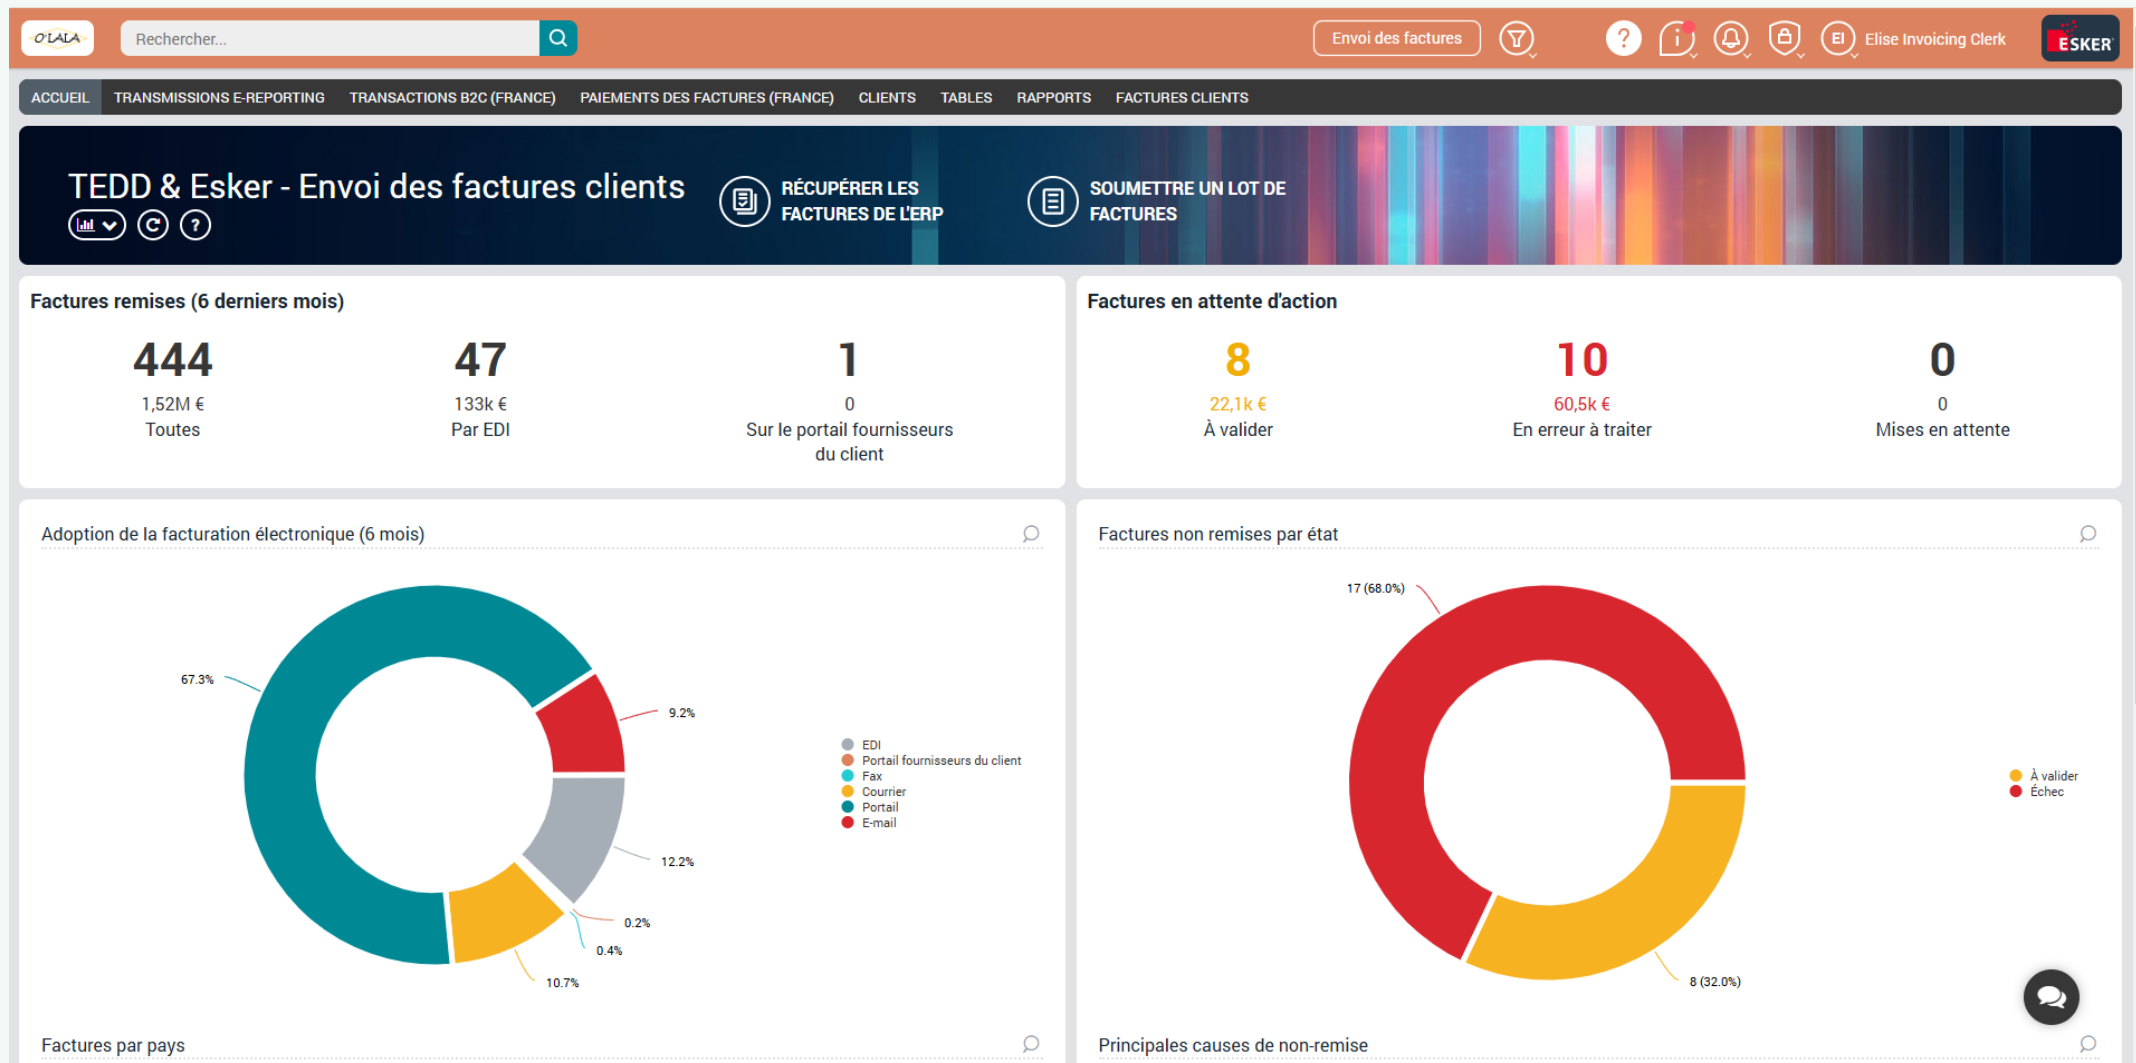 O'LALA
Rechercher...
Envoi des factures
?
i
EI
Elise Invoicing Clerk
ESKER
ACCUEIL
TRANSMISSIONS E-REPORTING
TRANSACTIONS B2C (FRANCE)
PAIEMENTS DES FACTURES (FRANCE)
CLIENTS
TABLES
RAPPORTS
FACTURES CLIENTS
TEDD & Esker - Envoi des factures clients
?
RÉCUPÉRER LES
FACTURES DE L'ERP
SOUMETTRE UN LOT DE
FACTURES
Factures remises (6 derniers mois)
444
1,52M €
Toutes
47
133k €
Par EDI
1
0
Sur le portail fournisseurs
du client
Factures en attente d'action
8
22,1k €
À valider
10
60,5k €
En erreur à traiter
0
0
Mises en attente
Adoption de la facturation électronique (6 mois)
67.3%
9.2%
12.2%
0.2%
0.4%
10.7%
EDI
Portail fournisseurs du client
Fax
Courrier
Portail
E-mail
Factures non remises par état
17 (68.0%)
8 (32.0%)
À valider
Échec
Factures par pays
Principales causes de non-remise